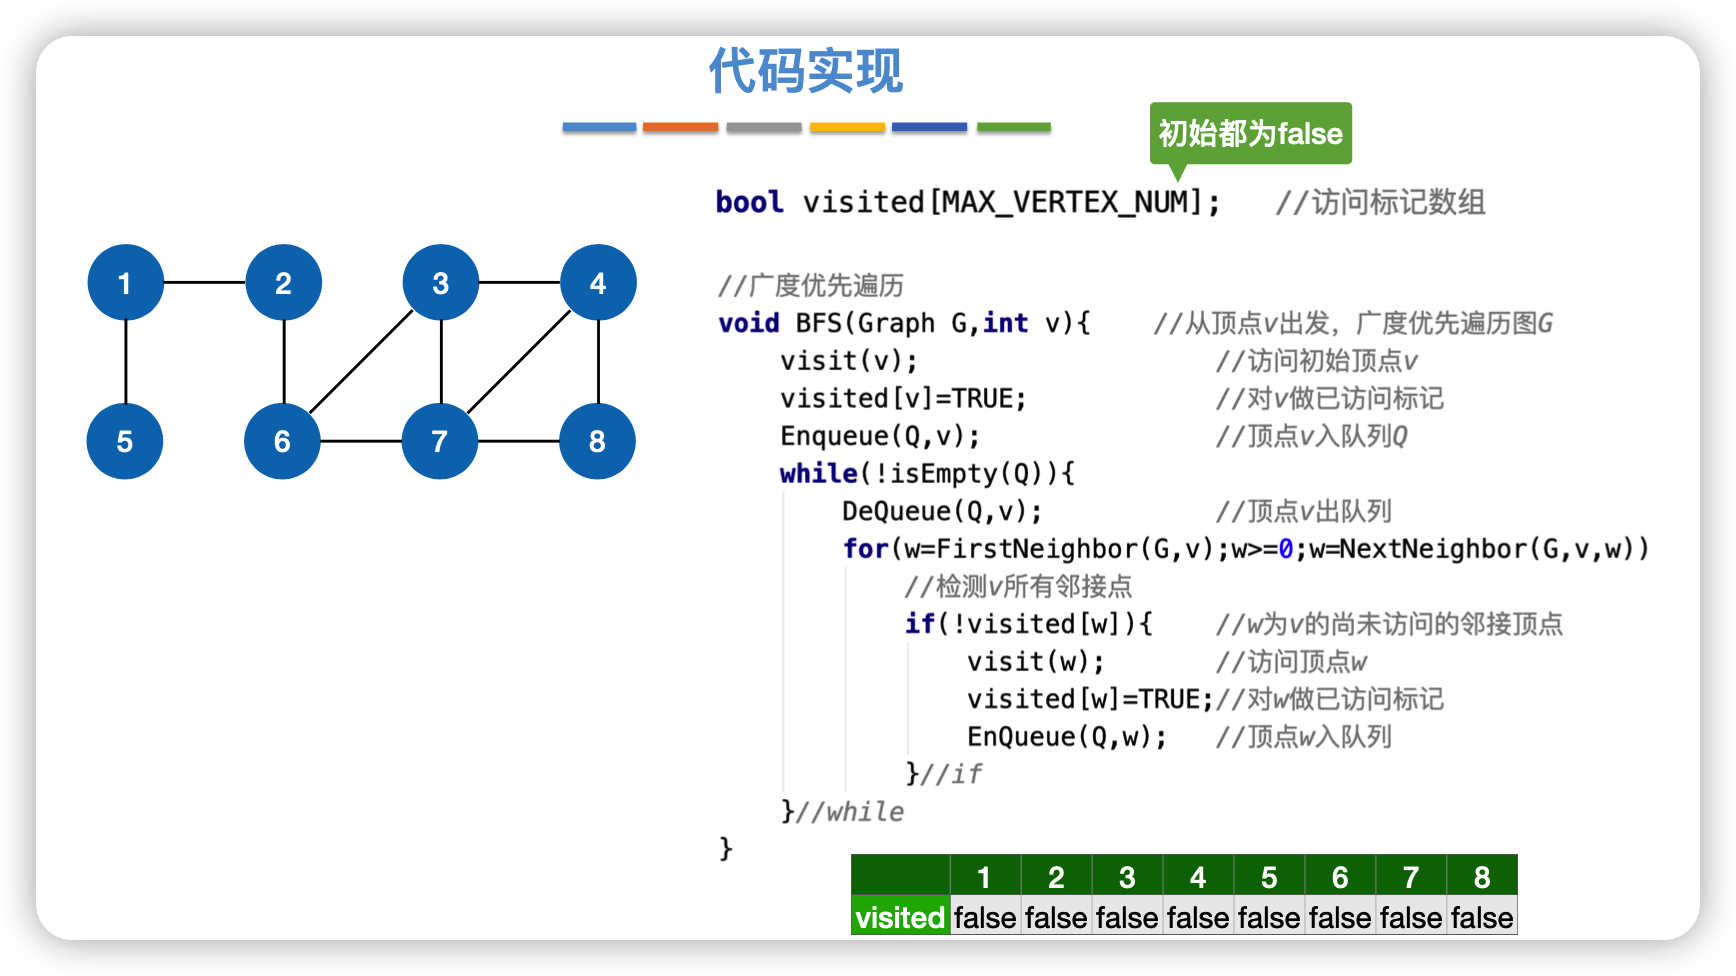 代码实现
初始都为false
bool visited[MAX_VERTEX_NUM]; //访问标记数组
1 2 3 4
5 6 7 8
//广度优先遍历
void BFS(Graph G,int v){ //从顶点v出发，广度优先遍历图G
visit(v); //访问初始顶点v
visited[v]=TRUE; //对v做已访问标记
Enqueue(Q,v); //顶点v入队列Q
while(!isEmpty(Q)){
DeQueue(Q,v); //顶点v出队列
for(w=FirstNeighbor(G,v);w>=0;w=NextNeighbor(G,v,w))
//检测v所有邻接点
if(!visited[w]){ //w为v的尚未访问的邻接顶点
visit(w); //访问顶点w
visited[w]=TRUE;//对w做已访问标记
EnQueue(Q,w); //顶点w入队列
}//if
}//while
}
1 2 3 4 5 6 7 8
visited false false false false false false false false